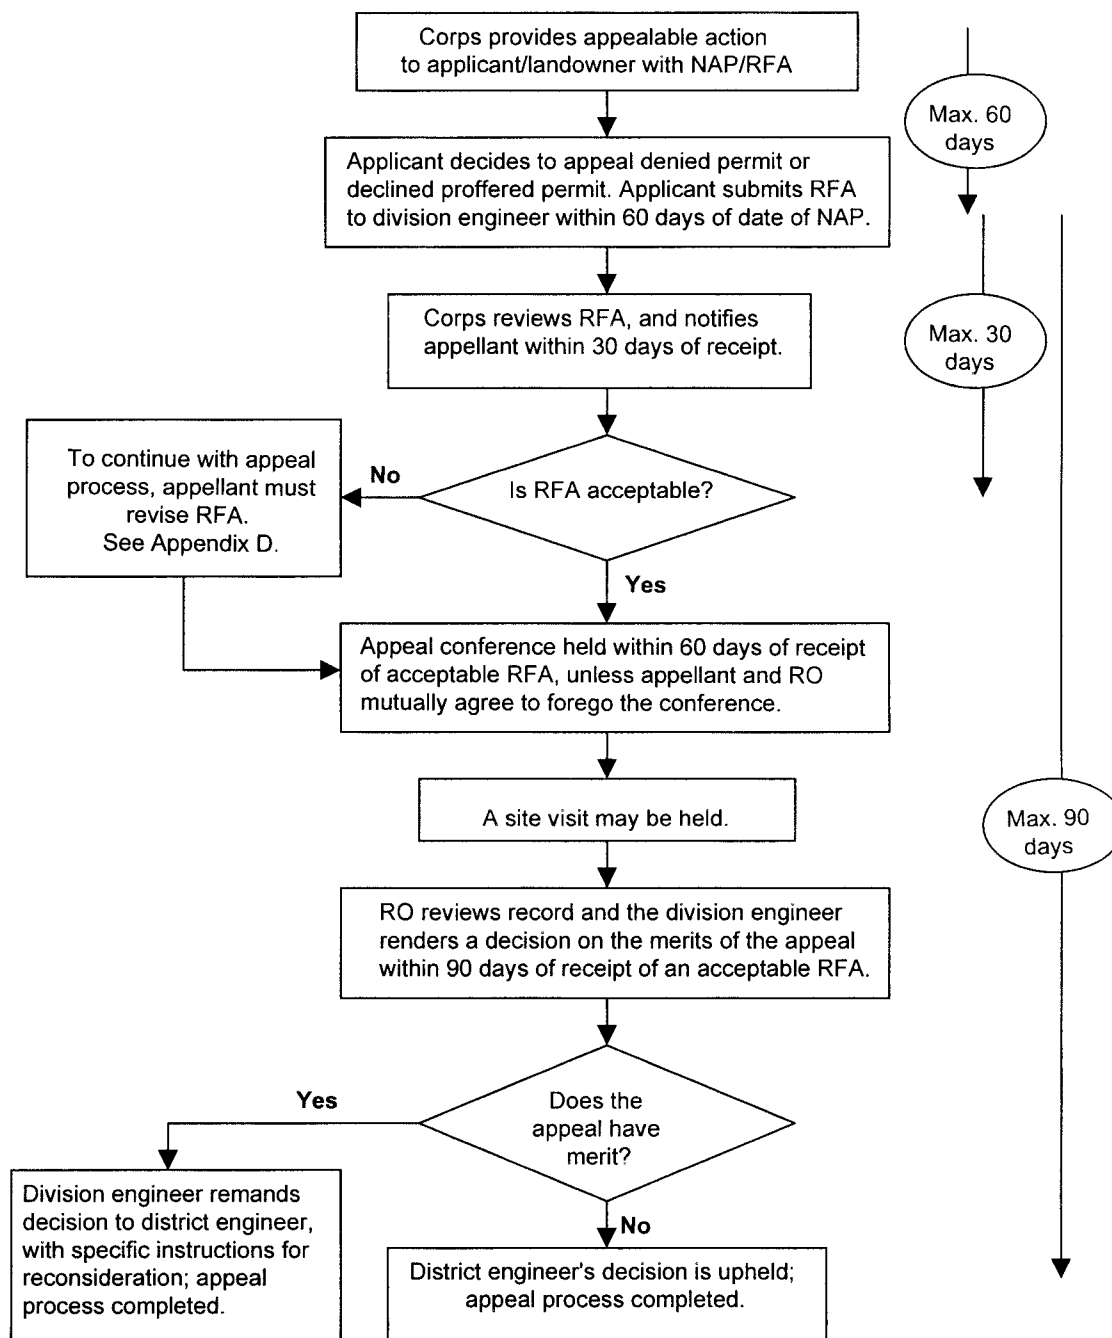 Corps provides appealable action
to applicant/landowner with NAP/RFA
Max. 60
days
Applicant decides to appeal denied permit or
declined proffered permit. Applicant submits RFA
to division engineer within 60 days of date of NAP.
Corps reviews RFA, and notifies
appellant within 30 days of receipt.
Max. 30
days
To continue with appeal
process, appellant must
revise RFA.
See Appendix D.
No
Is RFA acceptable?
Yes
Appeal conference held within 60 days of receipt
of acceptable RFA, unless appellant and RO
mutually agree to forego the conference.
A site visit may be held.
Max. 90
days
RO reviews record and the division engineer
renders a decision on the merits of the appeal
within 90 days of receipt of an acceptable RFA.
Yes
Does the
appeal have
merit?
No
Division engineer remands
decision to district engineer,
with specific instructions for
reconsideration; appeal
process completed.
District engineer's decision is upheld;
appeal process completed.